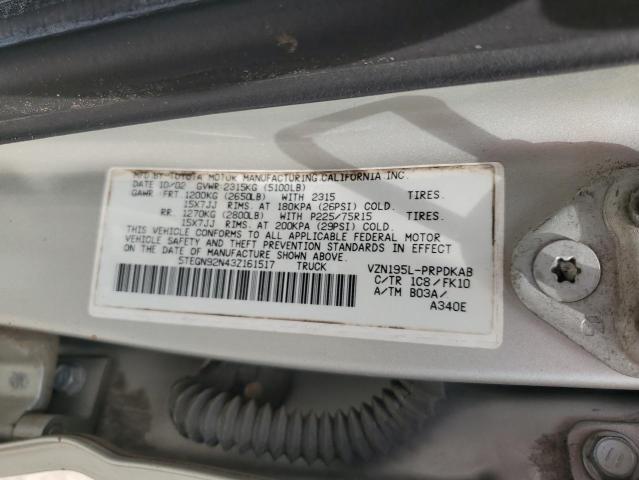 MFG BY TOYOTA MOTOR MANUFACTURING CALIFORNIA INC.
DATE 10/02 GVWR 2315KG (5100LB)
GAWR FRT. 1200KG (2650LB) WITH 2315 TIRES.
15X7JJ RIMS. AT 180KPA (26PSI) COLD.
RR. 1270KG (2800LB) WITH P225/75R15 TIRES.
15X7JJ RIMS. AT 200KPA (29PSI) COLD.
THIS VEHICLE CONFORMS TO ALL APPLICABLE FEDERAL MOTOR
VEHICLE SAFETY AND THEFT PREVENTION STANDARDS IN
EFFECT ON THE DATE OF MANUFACTURE SHOWN ABOVE.
5TEGN92N43Z161517 TRUCK VZN195L-PRPDKAB
C/TR 1C8/FK10
A/TM B03A/
A340E